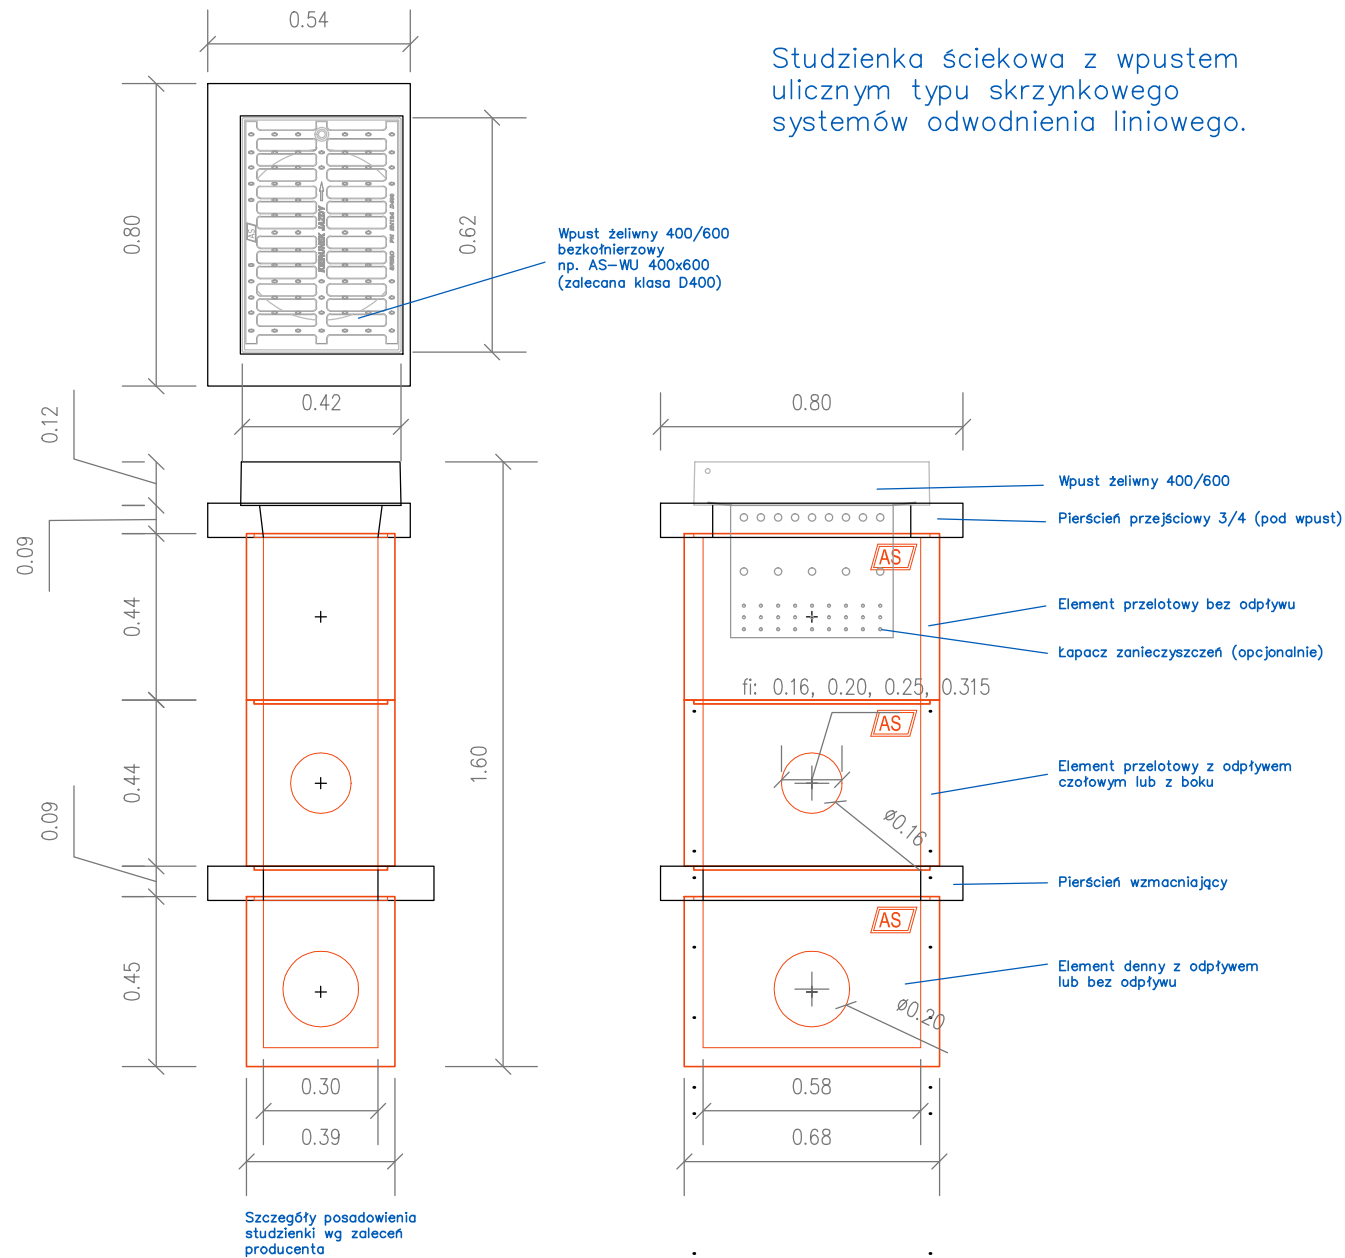 0.54
Studzienka ściekowa z wpustem
ulicznym typu skrzynkowego
systemów odwodnienia liniowego.
0.80
0.62
AS
KIERUNEK JAZDY
Wpust żeliwny 400/600
bezkołnierzowy
np. AS-WU 400x600
(zalecana klasa D400)
0.42
0.12
0.80
Wpust żeliwny 400/600
Pierścień przejściowy 3/4 (pod wpust)
0.09
AS
0.44
Element przelotowy bez odpływu
Łapacz zanieczyszczeń (opcjonalnie)
fi: 0.16, 0.20, 0.25, 0.315
AS
0.44
1.60
Element przelotowy z odpływem
czołowym lub z boku
0.09
ø0.16
Pierścień wzmacniający
AS
0.45
Element denny z odpływem
lub bez odpływu
ø0.20
0.30
0.58
0.39
0.68
Szczegóły posadowienia
studzienki wg zaleceń
producenta